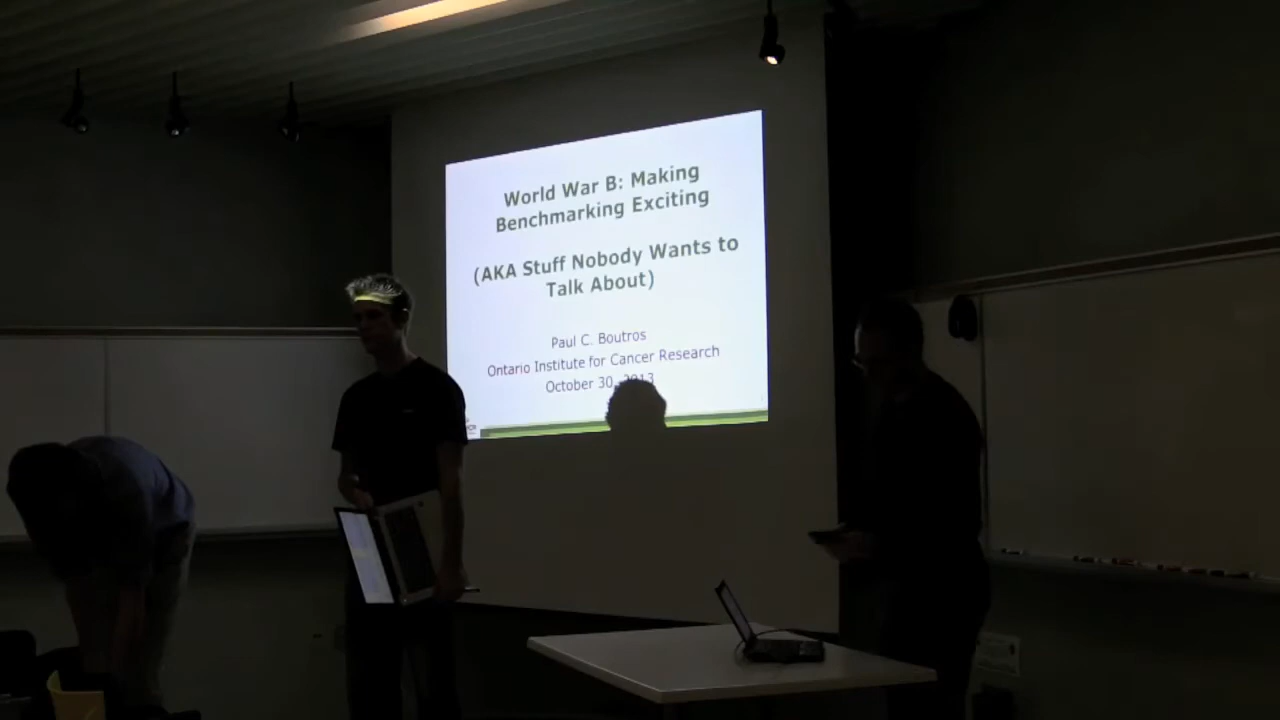 World War B: Making
Benchmarking Exciting
(AKA Stuff Nobody Wants to
Talk About)
Paul C. Boutros
Ontario Institute for Cancer Research
October 30, 2013